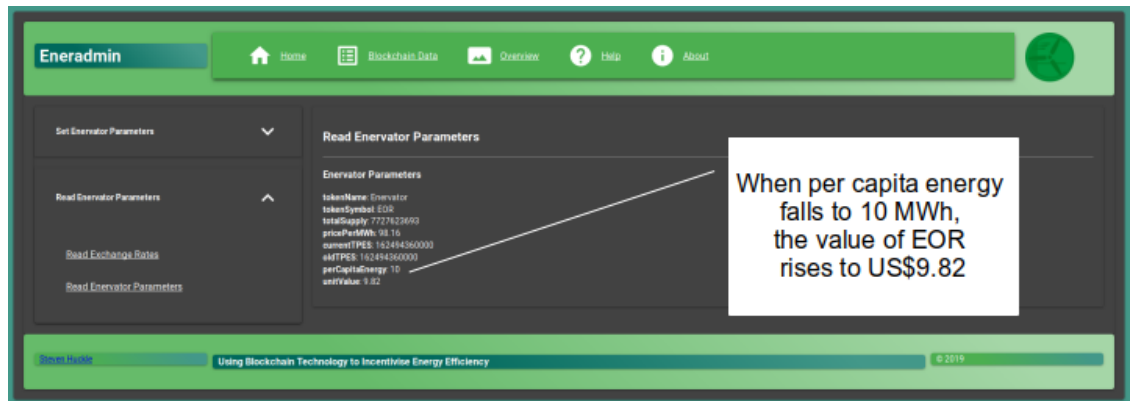 Eneradmin
Home
Blockchain Data
Overview
Help
About
Set Enervator Parameters
Read Enervator Parameters
Read Exchange Rates
Read Enervator Parameters
Read Enervator Parameters
Enervator Parameters
tokenName: Enervator
tokenSymbol: EOR
totalSupply: 7727623693
pricePerMWh: 98.16
currentTPES: 162494360000
oldTPES: 162494360000
perCapitaEnergy: 10
unitValue: 9.82
When per capita energy
falls to 10 MWh,
the value of EOR
rises to US$9.82
Steven Huckle
Using Blockchain Technology to Incentivise Energy Efficiency
© 2019